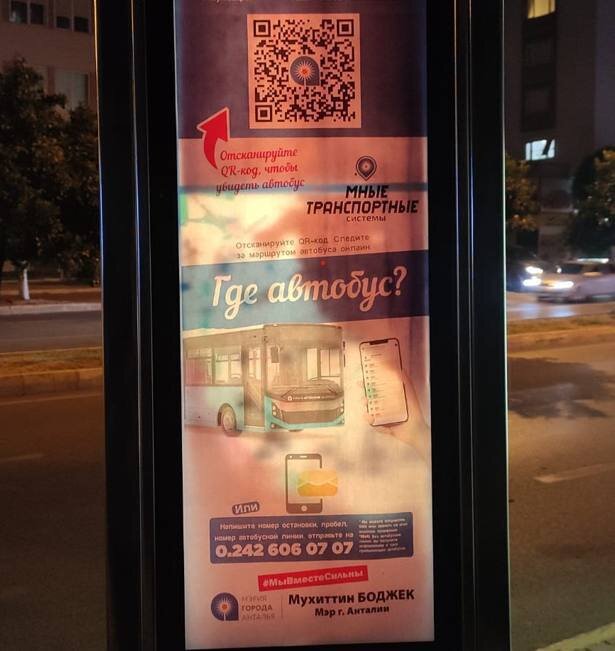 Отсканируйте
QR-код, чтобы
увидеть автобус
МНЫЕ
ТРАНСПОРТНЫЕ
системы
Отсканируйте QR-код Следите
за маршрутом автобуса онлайн
Где автобус?
Или
Напишите номер остановки, пробел,
номер автобусной линии, отправьте на
0.242 606 07 07
#МыВместеСильны
МЭРИЯ
ГОРОДА
АНТАЛЬЯ
Мухиттин БОДЖЕК
Мэр г. Анталии